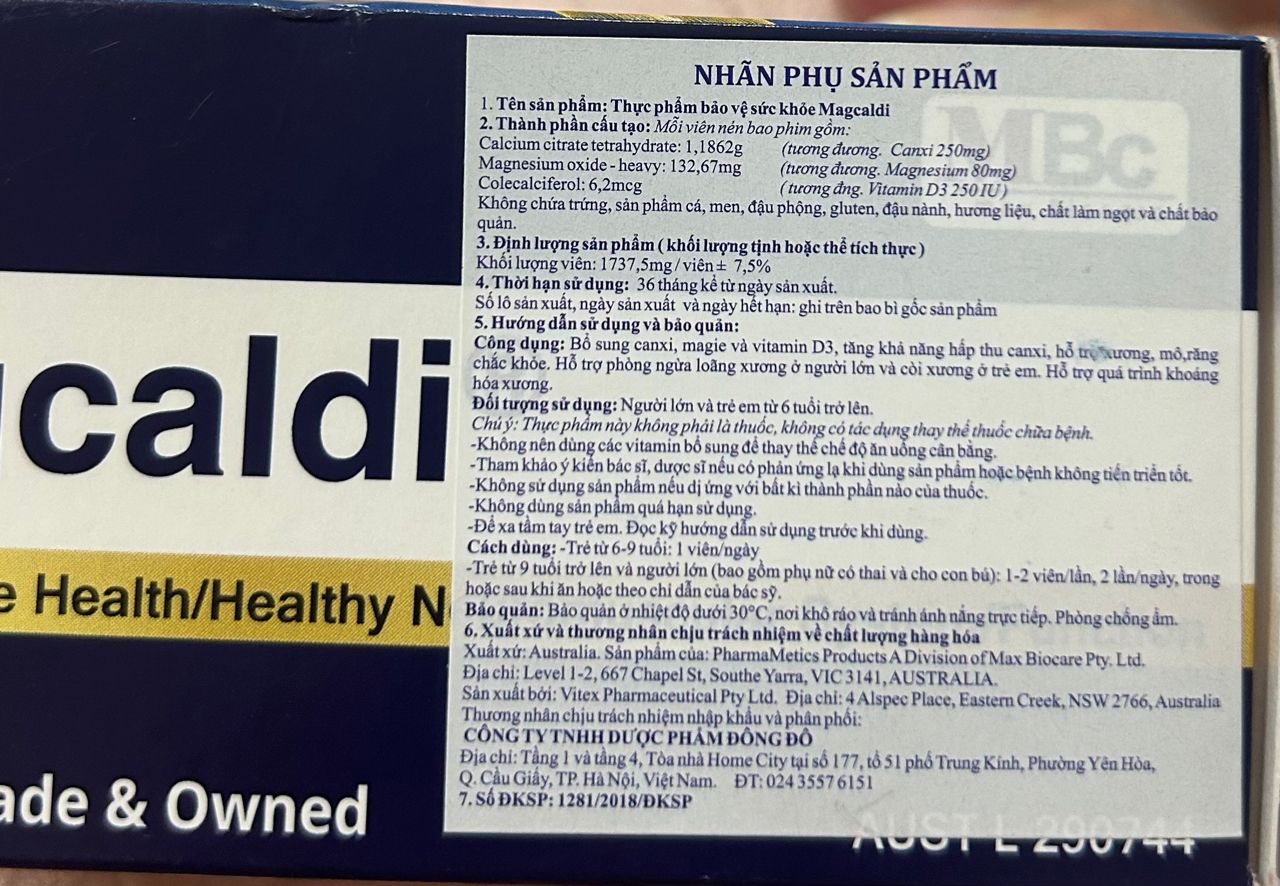 NHÃN PHỤ SẢN PHẨM
1. Tên sản phẩm: Thực phẩm bảo vệ sức khỏe Magcaldi
2. Thành phần cấu tạo: Mỗi viên nén bao phim gồm:
Calcium citrate tetrahydrate: 1,1862g (tương đương. Canxi 250mg)
Magnesium oxide - heavy: 132,67mg (tương đương. Magnesium 80mg)
Colecalciferol: 6,2mcg (tương đng. Vitamin D3 250 IU)
Không chứa trứng, sản phẩm cá, men, đậu phộng, gluten, đậu nành, hương liệu, chất làm ngọt và chất bảo
quản.
3. Định lượng sản phẩm ( khối lượng tịnh hoặc thể tích thực )
Khối lượng viên: 1737,5mg / viên ± 7,5%
4. Thời hạn sử dụng: 36 tháng kể từ ngày sản xuất.
Số lô sản xuất, ngày sản xuất và ngày hết hạn: ghi trên bao bì gốc sản phẩm
5. Hướng dẫn sử dụng và bảo quản:
Công dụng: Bổ sung canxi, magie và vitamin D3, tăng khả năng hấp thu canxi, hỗ trợ xương, mô,răng
chắc khỏe. Hỗ trợ phòng ngừa loãng xương ở người lớn và còi xương ở trẻ em. Hỗ trợ quá trình khoáng
hóa xương.
Đối tượng sử dụng: Người lớn và trẻ em từ 6 tuổi trở lên.
Chú ý: Thực phẩm này không phải là thuốc, không có tác dụng thay thế thuốc chữa bệnh.
-Không nên dùng các vitamin bổ sung để thay thế chế độ ăn uống cân bằng.
-Tham khảo ý kiến bác sĩ, dược sĩ nếu có phản ứng lạ khi dùng sản phẩm hoặc bệnh không tiến triển tốt.
-Không sử dụng sản phẩm nếu dị ứng với bất kì thành phần nào của thuốc.
-Không dùng sản phẩm quá hạn sử dụng.
-Để xa tầm tay trẻ em. Đọc kỹ hướng dẫn sử dụng trước khi dùng.
Cách dùng: -Trẻ từ 6-9 tuổi: 1 viên/ngày
-Trẻ từ 9 tuổi trở lên và người lớn (bao gồm phụ nữ có thai và cho con bú): 1-2 viên/lần, 2 lần/ngày, trong
hoặc sau khi ăn hoặc theo chỉ dẫn của bác sỹ.
Bảo quản: Bảo quản ở nhiệt độ dưới 30°C, nơi khô ráo và tránh ánh nắng trực tiếp. Phòng chống ẩm.
6. Xuất xứ và thương nhân chịu trách nhiệm về chất lượng hàng hóa
Xuất xứ: Australia. Sản phẩm của: PharmaMetics Products A Division of Max Biocare Pty. Ltd.
Địa chỉ: Level 1-2, 667 Chapel St, Southe Yarra, VIC 3141, AUSTRALIA.
Sản xuất bởi: Vitex Pharmaceutical Pty Ltd. Địa chỉ: 4 Alspec Place, Eastern Creek, NSW 2766, Australia
Thương nhân chịu trách nhiệm nhập khẩu và phân phối:
CÔNG TY TNHH DƯỢC PHẨM ĐÔNG ĐÔ
Địa chỉ: Tầng 1 và tầng 4, Tòa nhà Home City tại số 177, tổ 51 phố Trung Kính, Phường Yên Hòa,
Q. Cầu Giấy, TP. Hà Nội, Việt Nam. ĐT: 024 3557 6151
7. Số ĐKSP: 1281/2018/ĐKSP
MBc
caldi
e Health/Healthy N
Function
ade & Owned
AUST L 290744